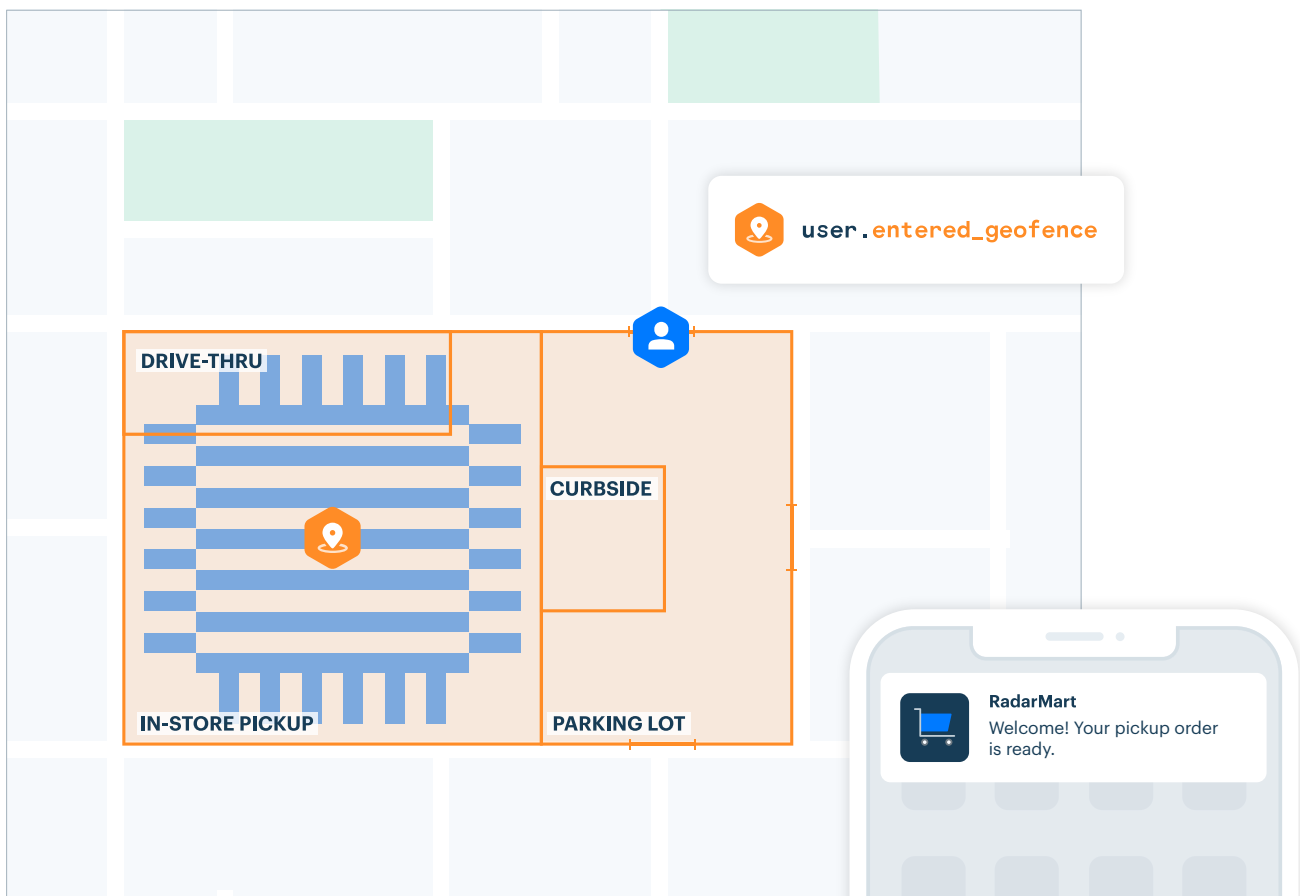 user.entered_geofence
DRIVE-THRU
CURBSIDE
IN-STORE PICKUP
PARKING LOT
RadarMart
Welcome! Your pickup order
is ready.